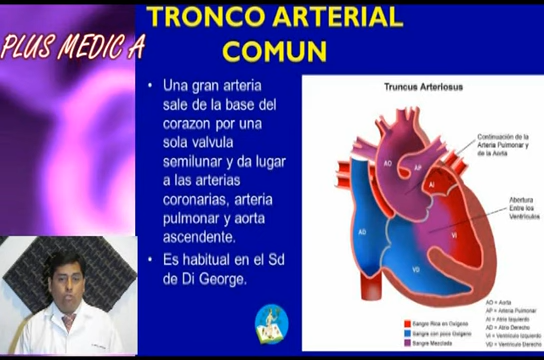 TRONCO ARTERIAL
COMUN
PLUS MEDIC A
• Una gran arteria
sale de la base del
corazon por una
sola valvula
semilunar y da lugar
a las arterias
coronarias, arteria
pulmonar y aorta
ascendente.
• Es habitual en el Sd
de Di George.
Truncus Arteriosus
Continuación de la
Arteria Pulmonar y
de la Aorta
AO
AP
AI
Abertura
Entre los
Ventrículos
AD
VI
VD
AO = Aorta
AP = Arteria Pulmonar
AI = Atrio Izquierdo
AD = Atrio Derecho
VI = Ventrículo Izquierdo
VD = Ventrículo Derecho
Sangre Rica en Oxígeno
Sangre con poco Oxígeno
Sangre Mezclada